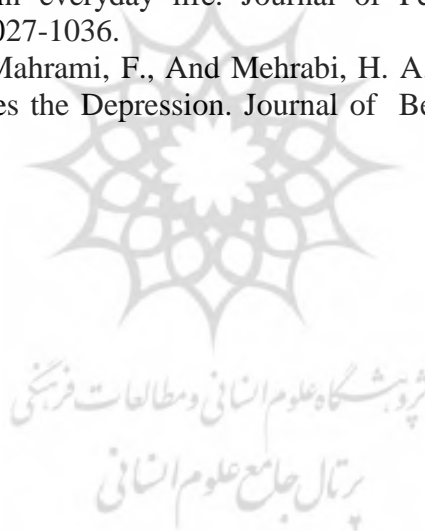 in everyday life. Journal of
027-1036.
Mahrami, F., And Mehrabi, H. A.
es the Depression. Journal of Be
پژوهشگاه علوم انسانی و مطالعات فرهنگی
پرتال جامع علوم انسانی